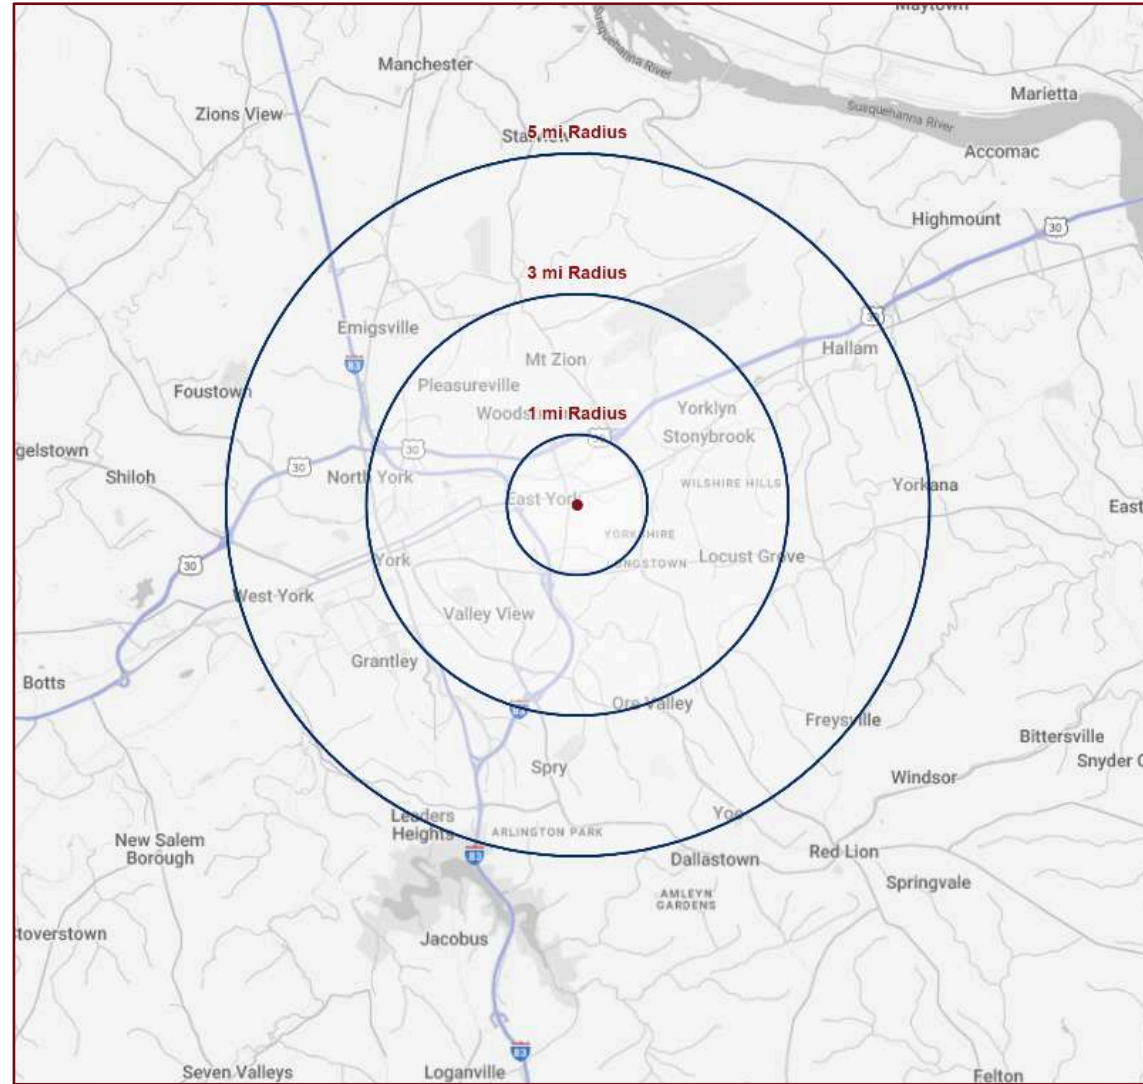 Maytown
Susquehanna River
Manchester
Marietta
Zions View
Susquehanna River
5 mi Radius
Accomac
Highmount
30
3 mi Radius
30
Emigsville
Hallam
Mt Zion
83
Pleasureville
Foustown
1 mi Radius
Yorklyn
Stonybrook
30
30
gelstown
30
Shiloh
North York
WILSHIRE HILLS
Yorkana
East York
East
YORKSHIRE
Locust Grove
York
30
West York
Valley View
Grantley
Botts
Ore Valley
83
Freysville
Bittersville
Spry
Snyder C
Windsor
Leaders
Heights
Yoe
ARLINGTON PARK
New Salem
Borough
83
Dallastown
Red Lion
Springvale
AMLEYN
GARDENS
toverstown
Jacobus
83
Seven Valleys
Loganville
Felton